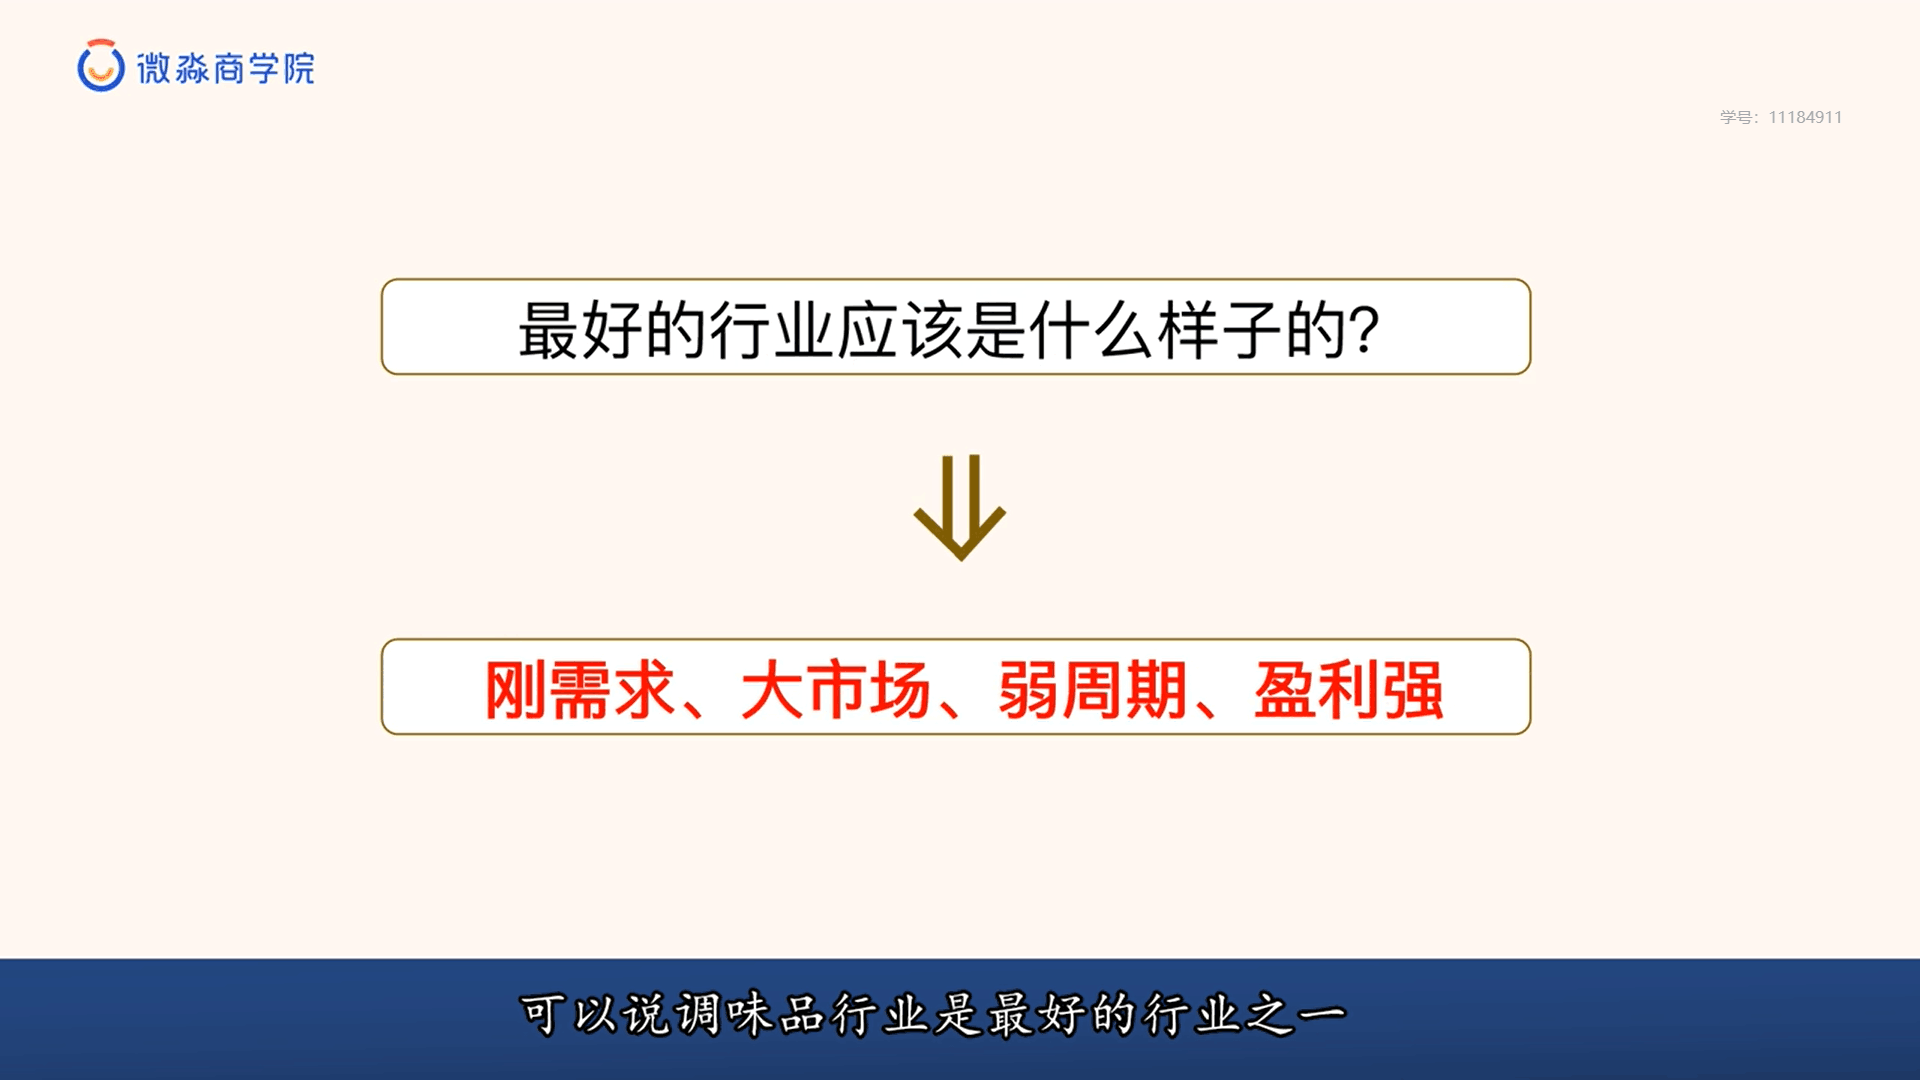 微淼商学院
学号：11184911
最好的行业应该是什么样子的?
刚需求、大市场、弱周期、盈利强
可以说调味品行业是最好的行业之一